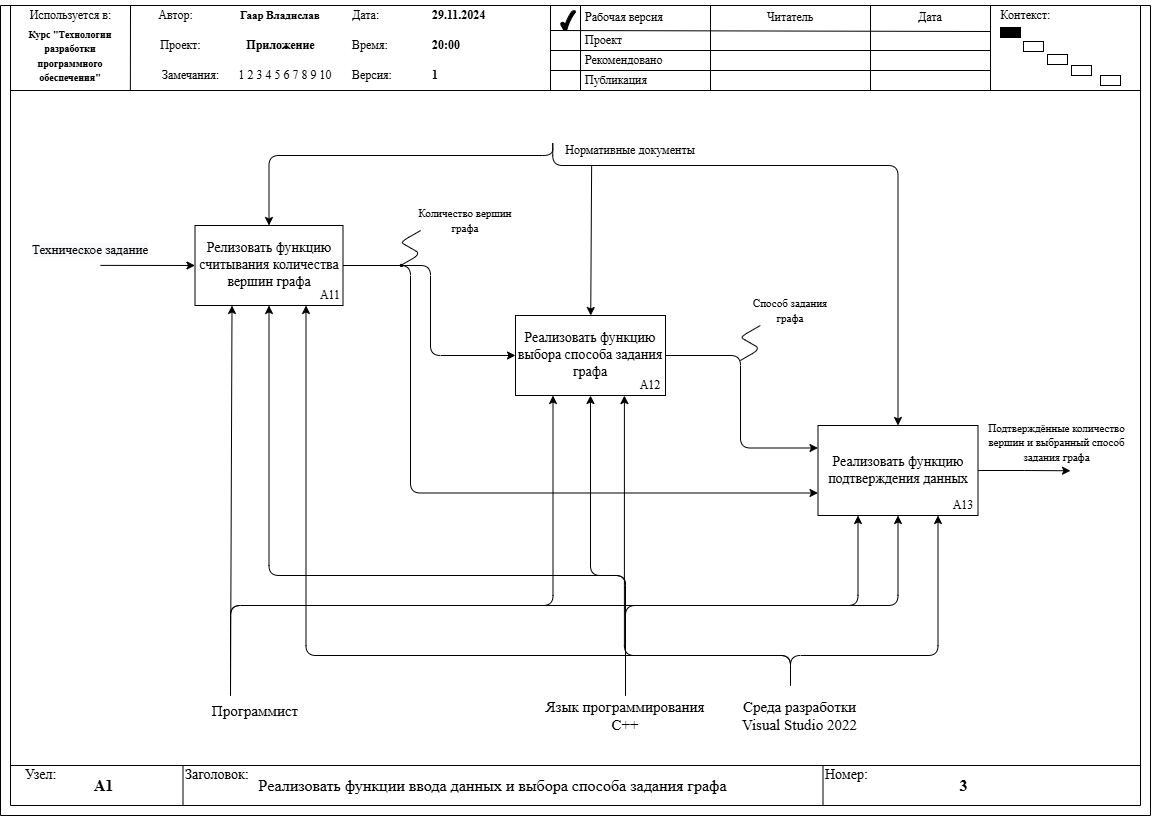 Используется в:
Курс "Технологии
разработки
программного
обеспечения"
Автор:
Гаар Владислав
Дата:
29.11.2024
Проект:
Приложение
Время:
20:00
Замечания:
1 2 3 4 5 6 7 8 9 10
Версия:
1
Рабочая версия
Читатель
Дата
Проект
Рекомендовано
Публикация
Контекст:
Нормативные документы
Количество вершин
графа
Техническое задание
Релизовать функцию
считывания количества
вершин графа
А11
Способ задания
графа
Реализовать функцию
выбора способа задания
графа
А12
Подтверждённые количество
вершин и выбранный способ
задания графа
Реализовать функцию
подтверждения данных
А13
Программист
Язык программирования
C++
Среда разработки
Visual Studio 2022
Узел:
А1
Заголовок:
Реализовать функции ввода данных и выбора способа задания графа
Номер:
3